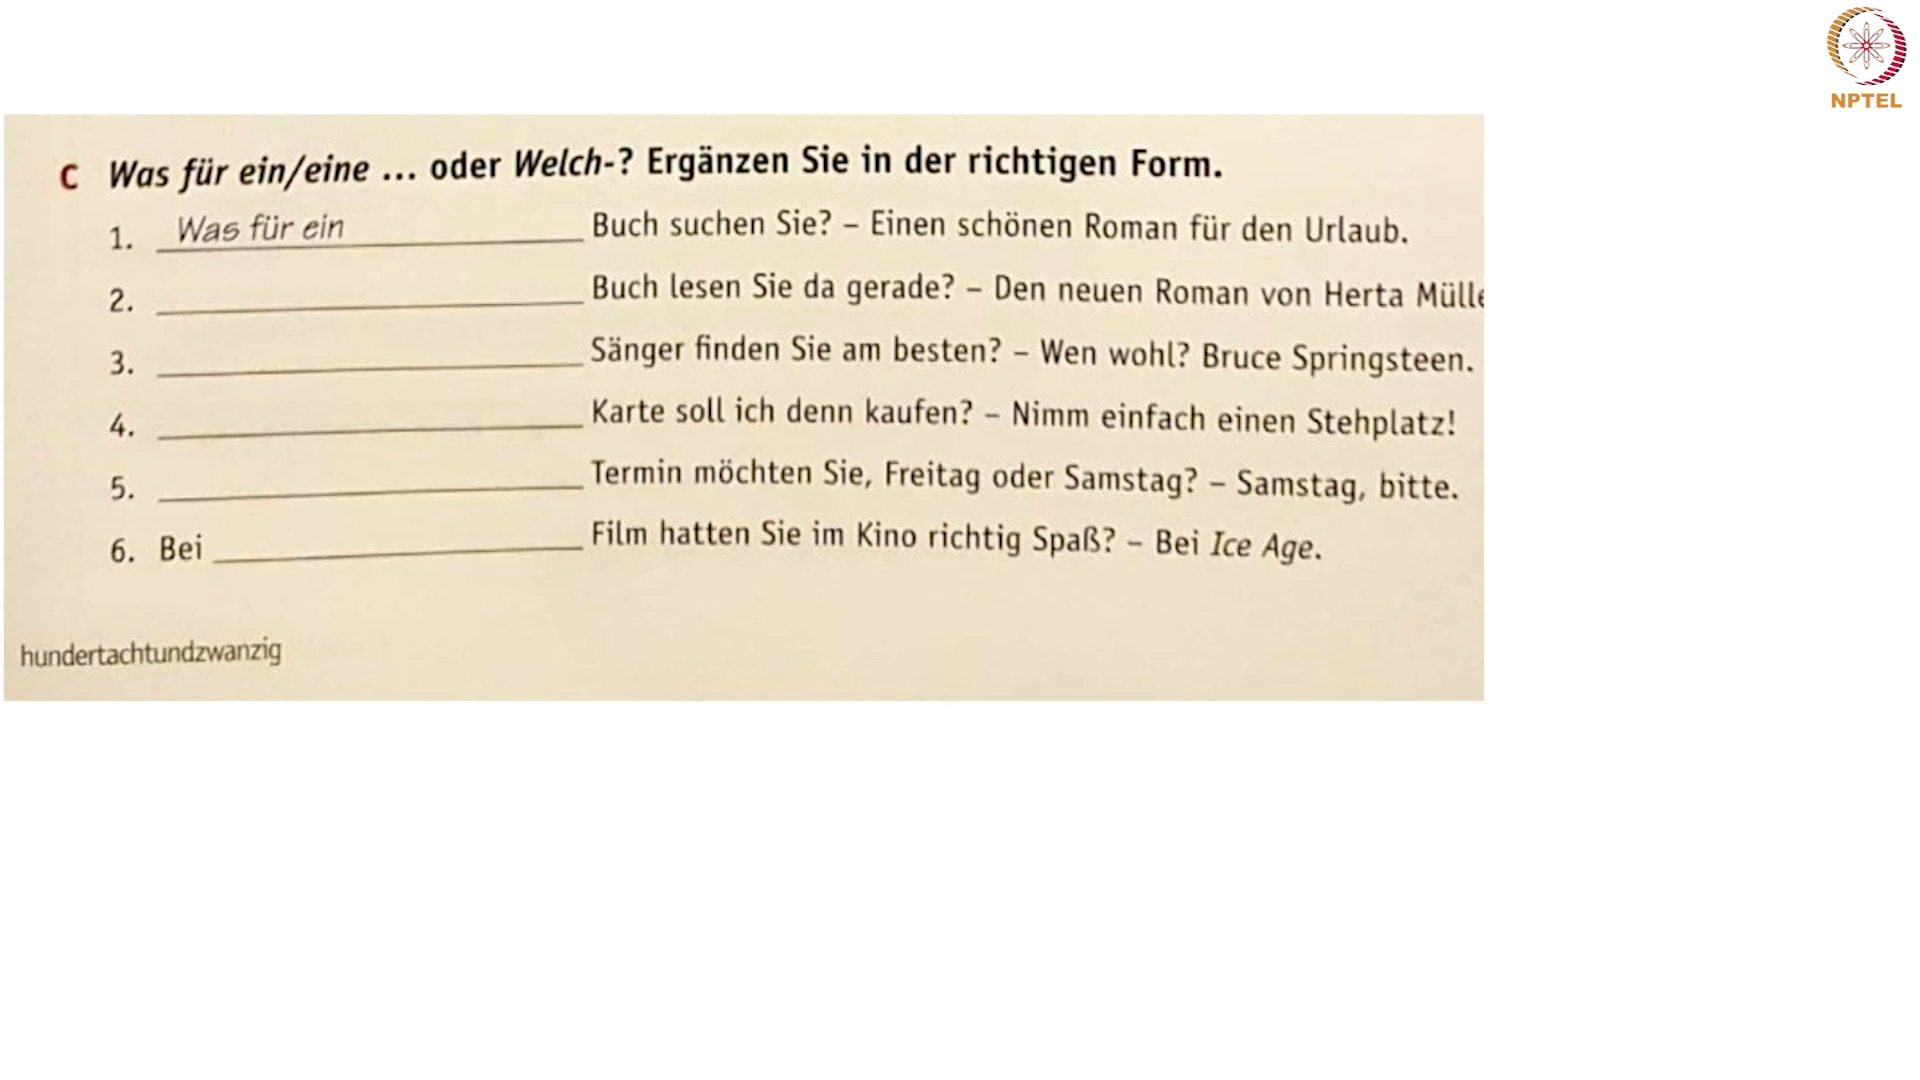 NPTEL
C Was für ein/eine ... oder Welch-? Ergänzen Sie in der richtigen Form.
1. Was für ein Buch suchen Sie? – Einen schönen Roman für den Urlaub.
2. Buch lesen Sie da gerade? – Den neuen Roman von Herta Mülle
3. Sänger finden Sie am besten? – Wen wohl? Bruce Springsteen.
4. Karte soll ich denn kaufen? – Nimm einfach einen Stehplatz!
5. Termin möchten Sie, Freitag oder Samstag? – Samstag, bitte.
6. Bei Film hatten Sie im Kino richtig Spaß? – Bei Ice Age.
hundertachtundzwanzig